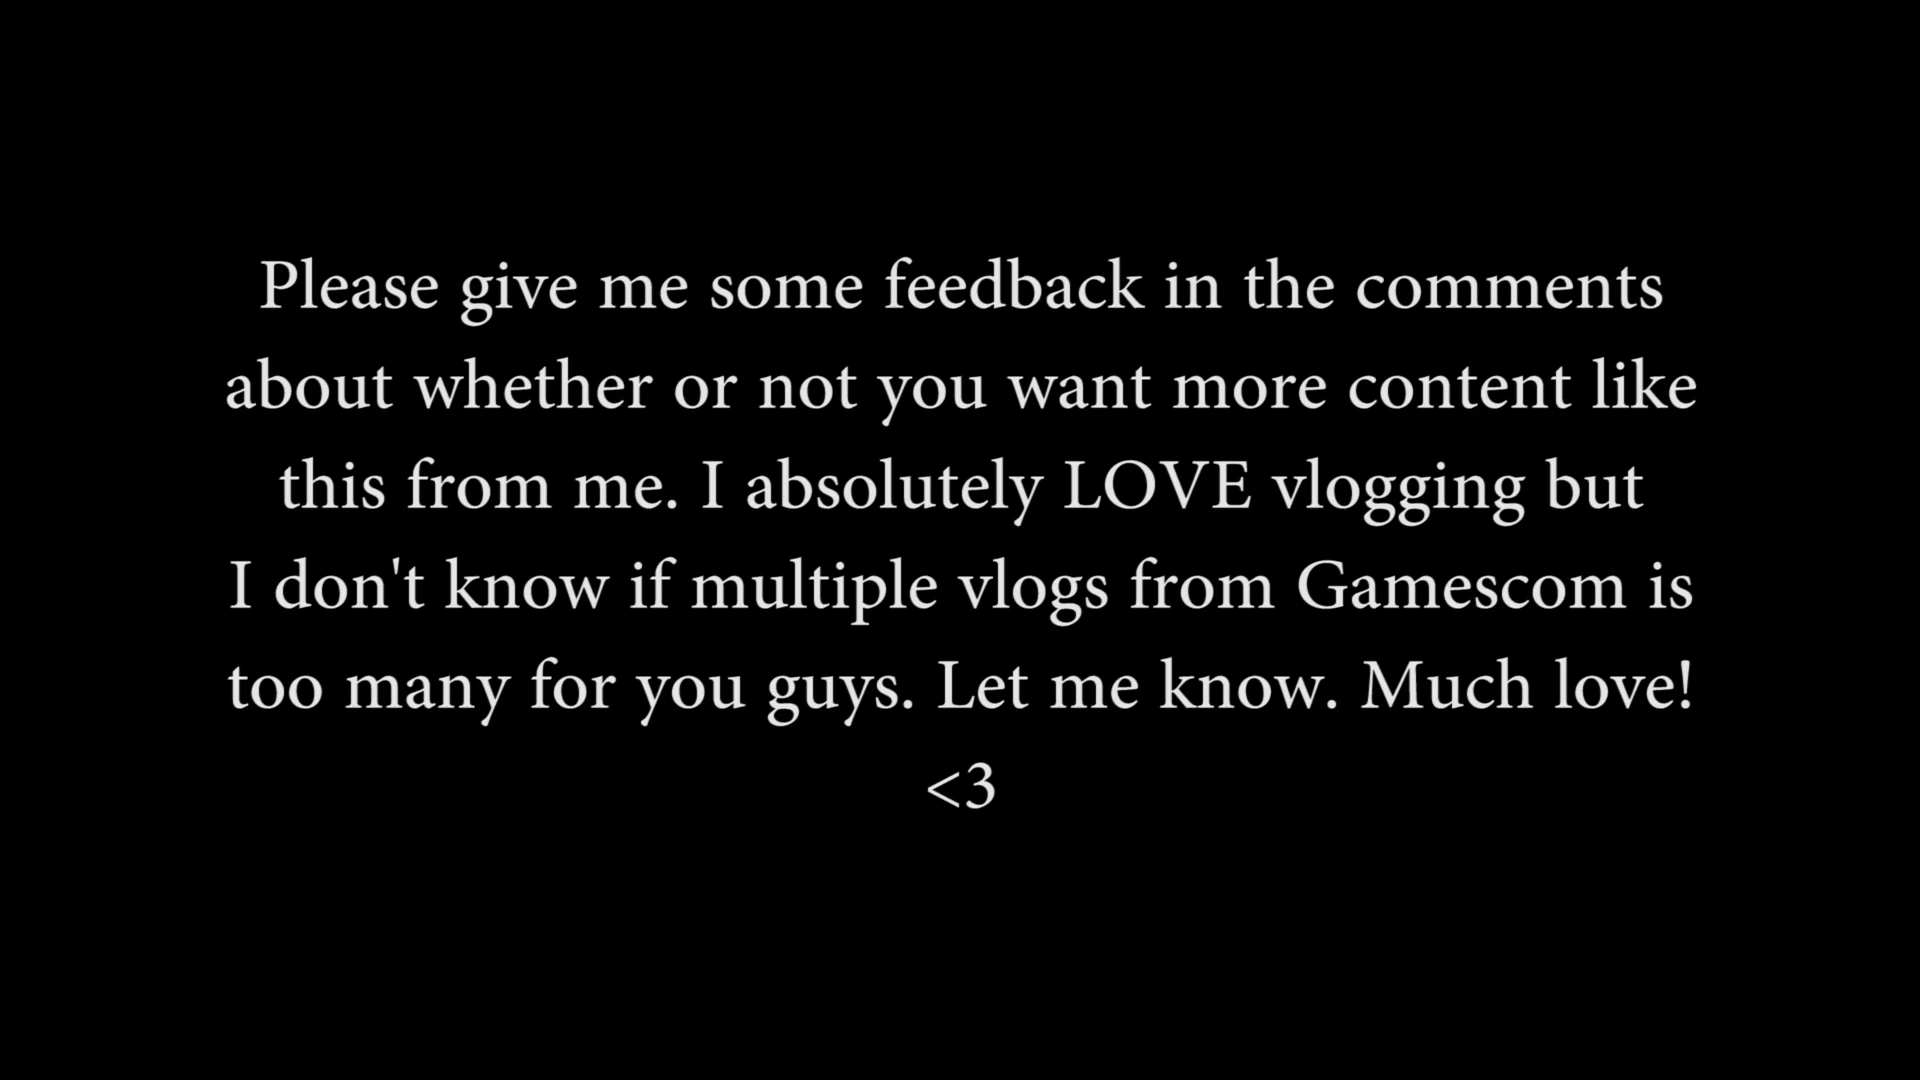 Please give me some feedback in the comments
about whether or not you want more content like
this from me. I absolutely LOVE vlogging but
I don't know if multiple vlogs from Gamescom is
too many for you guys. Let me know. Much love!
<3